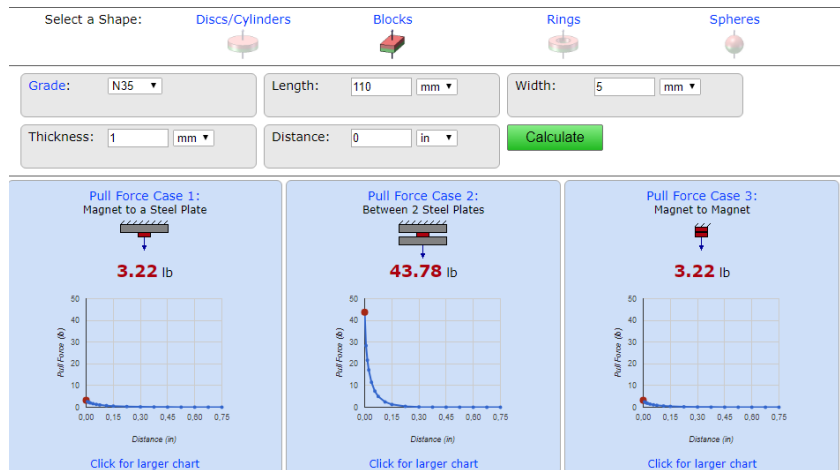 Select a Shape: Discs/Cylinders Blocks Rings Spheres
Grade: N35 Length: 110 mm Width: 5 mm
Thickness: 1 mm Distance: 0 in Calculate
Pull Force Case 1:
Magnet to a Steel Plate
3.22 lb
50
40
30
20
10
0
Pull Force (lb)
0,00 0,15 0,30 0,45 0,60 0,75
Distance (in)
Click for larger chart
Pull Force Case 2:
Between 2 Steel Plates
43.78 lb
50
40
30
20
10
0
Pull Force (lb)
0,00 0,15 0,30 0,45 0,60 0,75
Distance (in)
Click for larger chart
Pull Force Case 3:
Magnet to Magnet
3.22 lb
50
40
30
20
10
0
Pull Force (lb)
0,00 0,15 0,30 0,45 0,60 0,75
Distance (in)
Click for larger chart